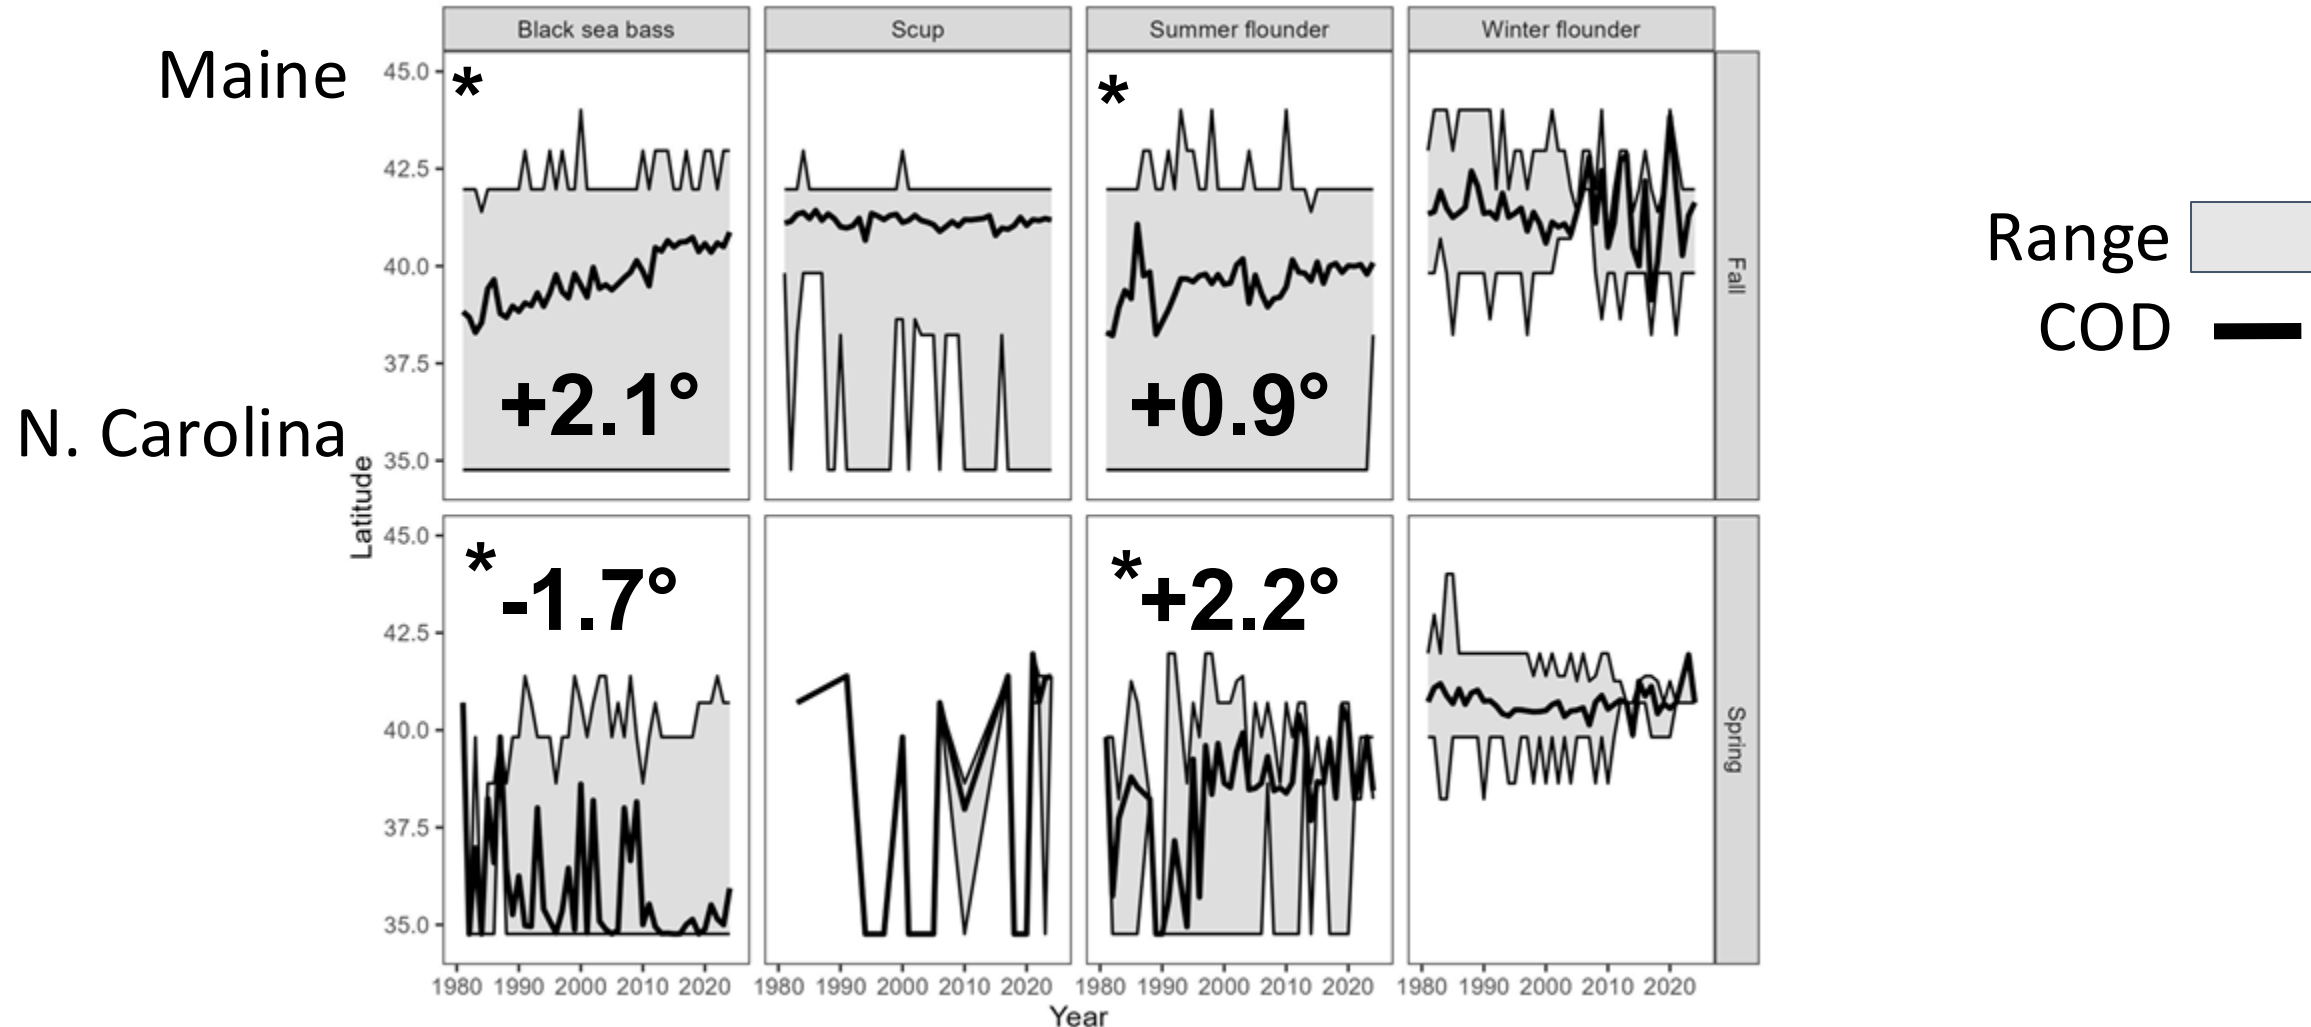 Black sea bass
Scup
Summer flounder
Winter flounder
Maine
N. Carolina
Latitude
45.0
42.5
40.0
37.5
35.0
*
+2.1°
*
+0.9°
Fall
Range
COD
45.0
42.5
40.0
37.5
35.0
*
-1.7°
*
+2.2°
Spring
1980 1990 2000 2010 2020
1980 1990 2000 2010 2020
1980 1990 2000 2010 2020
1980 1990 2000 2010 2020
Year